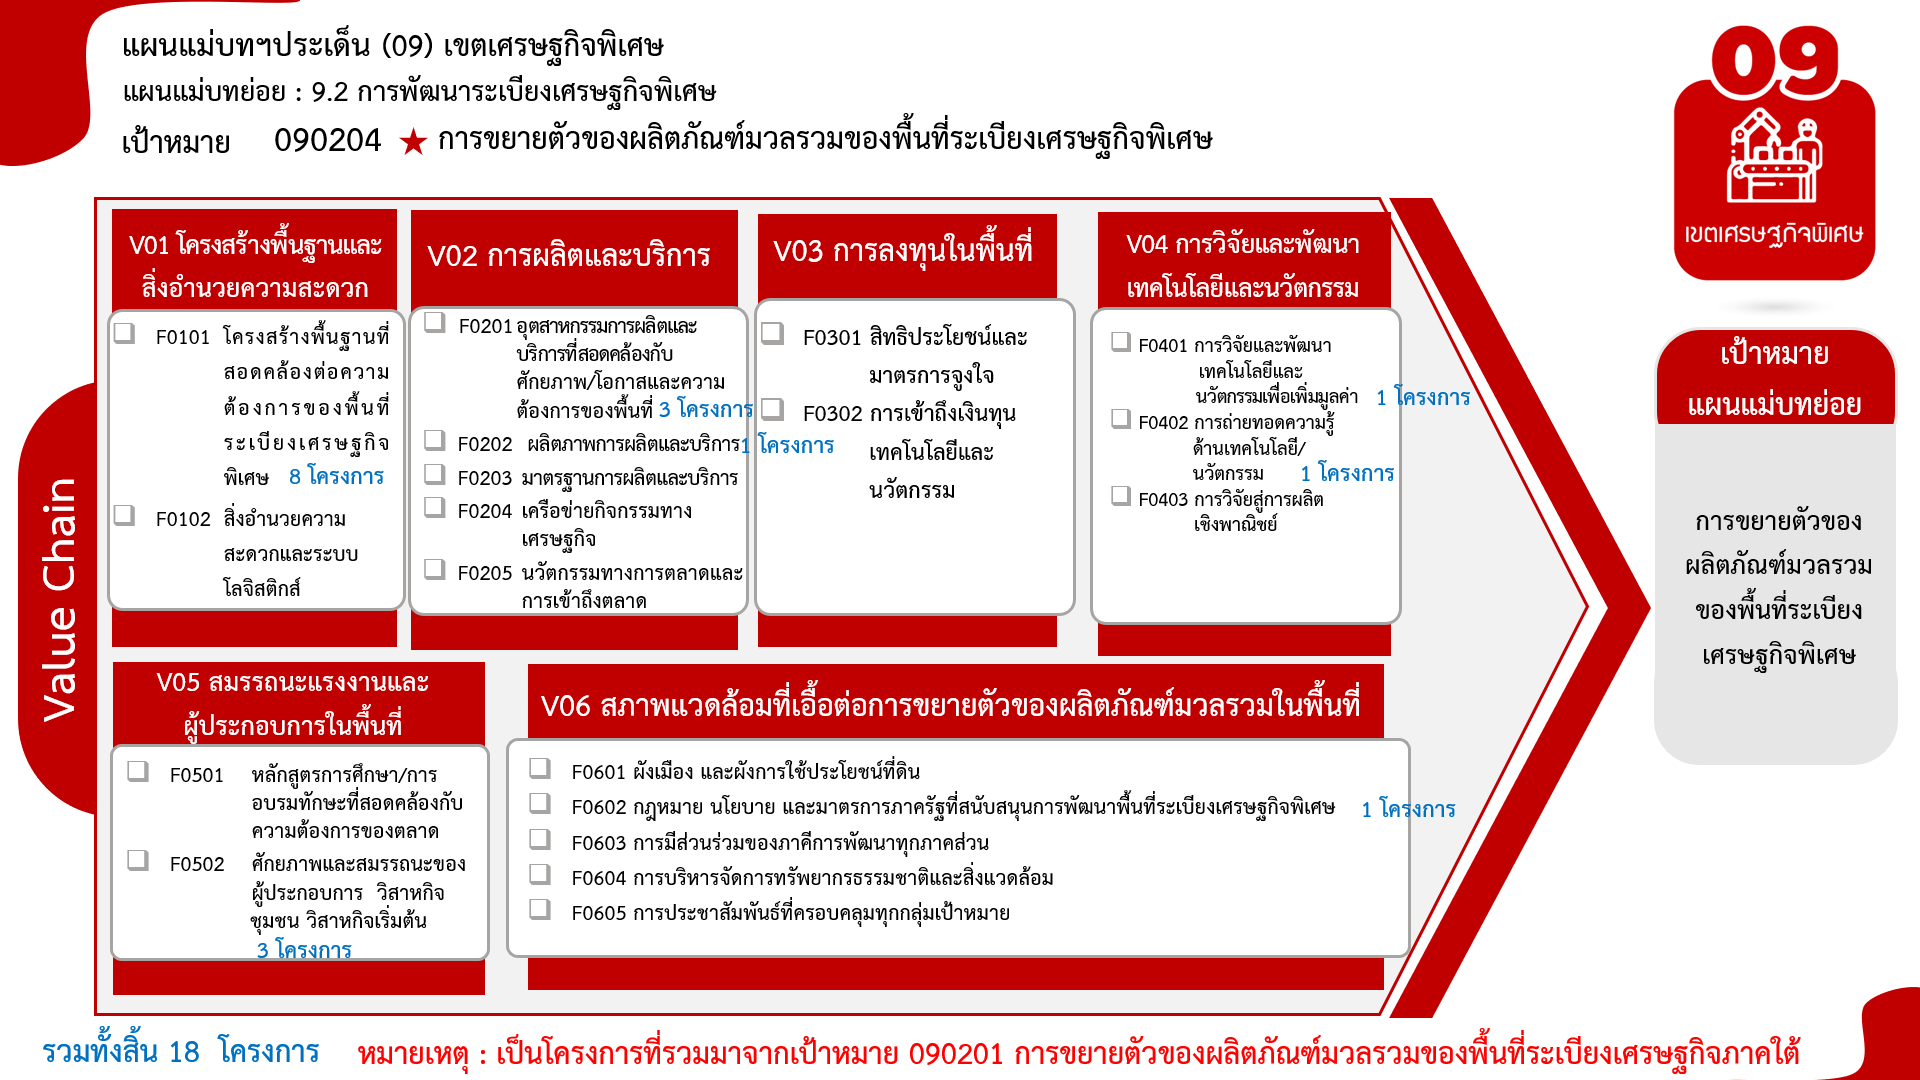 แผนแม่บทฯประเด็น (09) เขตเศรษฐกิจพิเศษ
แผนแม่บทย่อย : 9.2 การพัฒนาระเบียงเศรษฐกิจพิเศษ
เป้าหมาย 090204 ★ การขยายตัวของผลิตภัณฑ์มวลรวมของพื้นที่ระเบียงเศรษฐกิจพิเศษ
09
เขตเศรษฐกิจพิเศษ
Value Chain
V01 โครงสร้างพื้นฐานและ
สิ่งอำนวยความสะดวก
F0101 โครงสร้างพื้นฐานที่
สอดคล้องต่อความ
ต้องการของพื้นที่
ระเบียงเศรษฐกิจ
พิเศษ 8 โครงการ
F0102 สิ่งอำนวยความ
สะดวกและระบบ
โลจิสติกส์
V02 การผลิตและบริการ
F0201 อุตสาหกรรมการผลิตและ
บริการที่สอดคล้องกับ
ศักยภาพ/โอกาสและความ
ต้องการของพื้นที่ 3 โครงการ
F0202 ผลิตภาพการผลิตและบริการ 1 โครงการ
F0203 มาตรฐานการผลิตและบริการ
F0204 เครือข่ายกิจกรรมทาง
เศรษฐกิจ
F0205 นวัตกรรมทางการตลาดและ
การเข้าถึงตลาด
V03 การลงทุนในพื้นที่
F0301 สิทธิประโยชน์และ
มาตรการจูงใจ
F0302 การเข้าถึงเงินทุน
เทคโนโลยีและ
นวัตกรรม
V04 การวิจัยและพัฒนา
เทคโนโลยีและนวัตกรรม
F0401 การวิจัยและพัฒนา
เทคโนโลยีและ
นวัตกรรมเพื่อเพิ่มมูลค่า 1 โครงการ
F0402 การถ่ายทอดความรู้
ด้านเทคโนโลยี/
นวัตกรรม 1 โครงการ
F0403 การวิจัยสู่การผลิต
เชิงพาณิชย์
V05 สมรรถนะแรงงานและ
ผู้ประกอบการในพื้นที่
F0501 หลักสูตรการศึกษา/การ
อบรมทักษะที่สอดคล้องกับ
ความต้องการของตลาด
F0502 ศักยภาพและสมรรถนะของ
ผู้ประกอบการ วิสาหกิจ
ชุมชน วิสาหกิจเริ่มต้น
3 โครงการ
V06 สภาพแวดล้อมที่เอื้อต่อการขยายตัวของผลิตภัณฑ์มวลรวมในพื้นที่
F0601 ผังเมือง และผังการใช้ประโยชน์ที่ดิน
F0602 กฎหมาย นโยบาย และมาตรการภาครัฐที่สนับสนุนการพัฒนาพื้นที่ระเบียงเศรษฐกิจพิเศษ 1 โครงการ
F0603 การมีส่วนร่วมของภาคีการพัฒนาทุกภาคส่วน
F0604 การบริหารจัดการทรัพยากรธรรมชาติและสิ่งแวดล้อม
F0605 การประชาสัมพันธ์ที่ครอบคลุมทุกกลุ่มเป้าหมาย
เป้าหมาย
แผนแม่บทย่อย
การขยายตัวของ
ผลิตภัณฑ์มวลรวม
ของพื้นที่ระเบียง
เศรษฐกิจพิเศษ
รวมทั้งสิ้น 18 โครงการ หมายเหตุ : เป็นโครงการที่รวมมาจากเป้าหมาย 090201 การขยายตัวของผลิตภัณฑ์มวลรวมของพื้นที่ระเบียงเศรษฐกิจภาคใต้